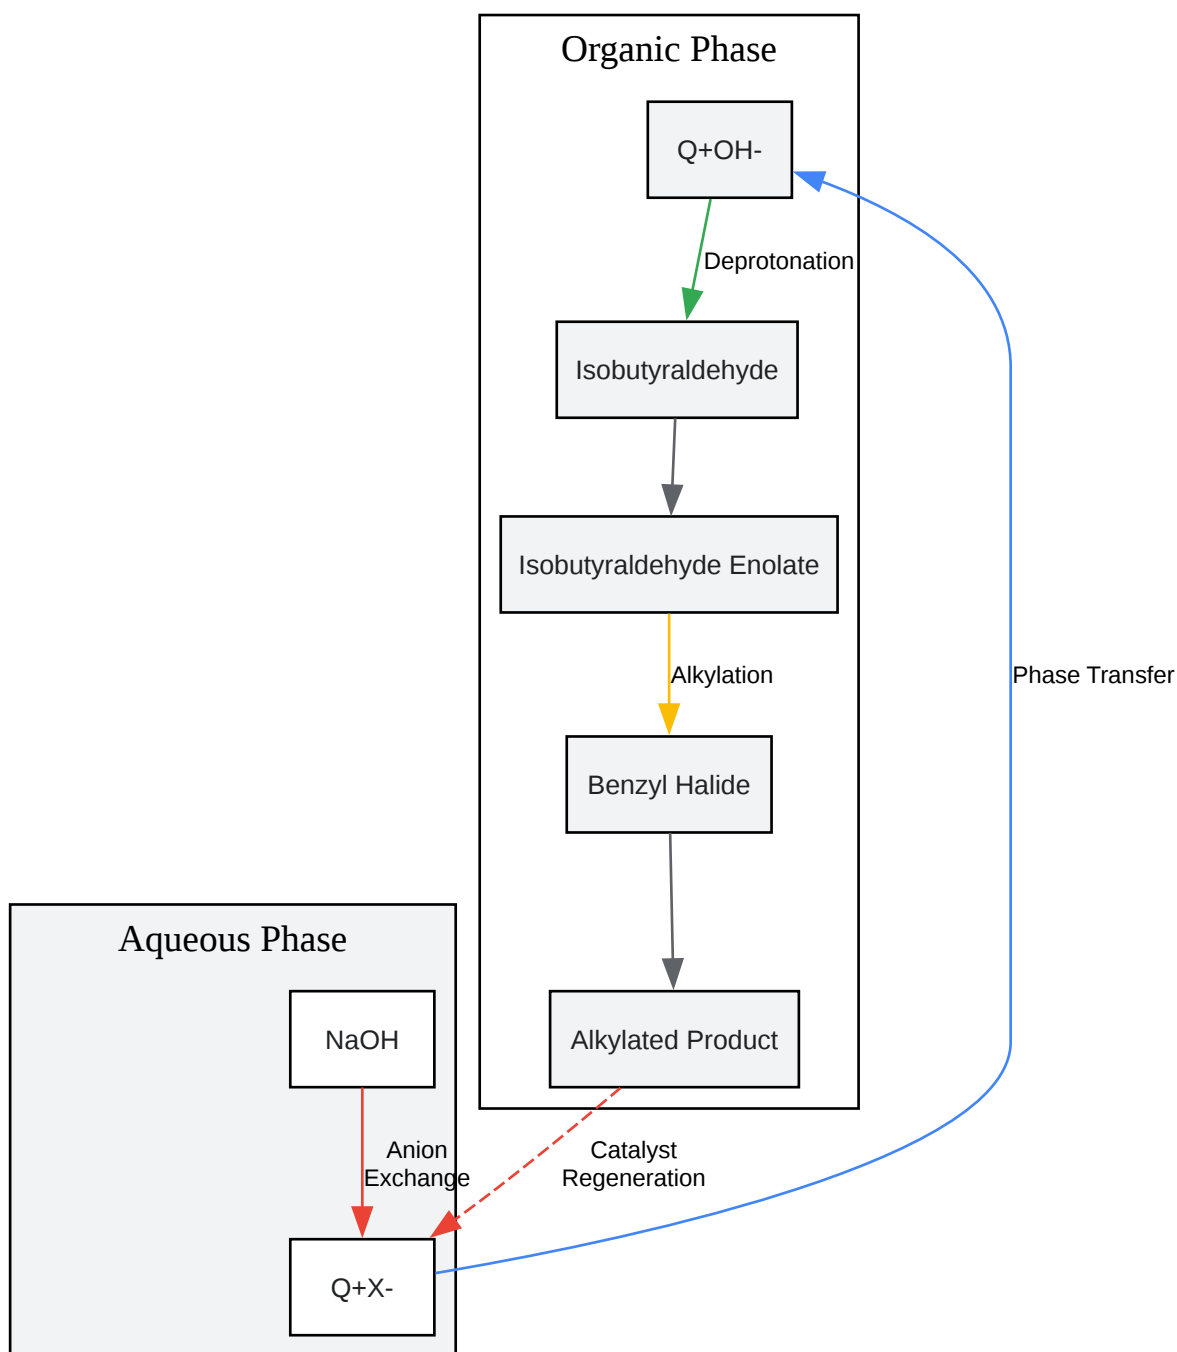 Organic Phase
Q+OH-
Deprotonation
Isobutyraldehyde
Isobutyraldehyde Enolate
Alkylation
Phase Transfer
Benzyl Halide
Aqueous Phase
NaOH
Alkylated Product
Anion
Exchange
Catalyst
Regeneration
Q+X-